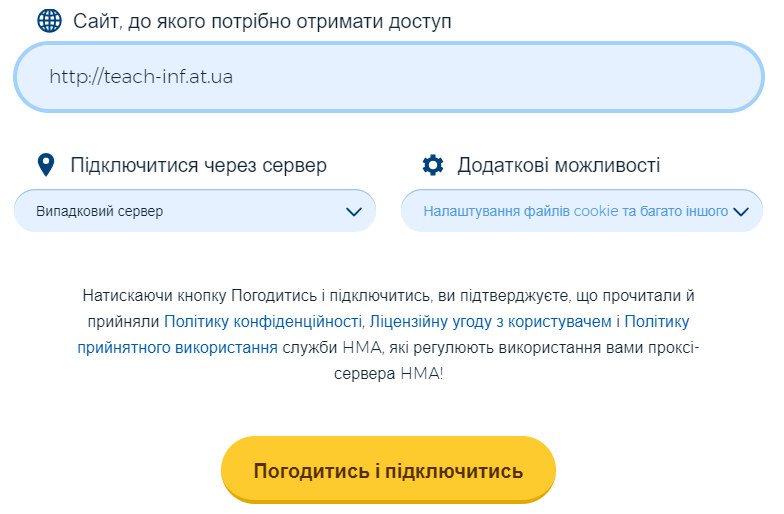 Сайт, до якого потрібно отримати доступ
http://teach-inf.at.ua
Підключитися через сервер
Додаткові можливості
Випадковий сервер
Налаштування файлів cookie та багато іншого
Натискаючи кнопку Погодитись і підключитись, ви підтверджуєте, що прочитали й
прийняли Політику конфіденційності, Ліцензійну угоду з користувачем і Політику
прийнятного використання служби HMA, які регулюють використання вами проксі-
сервера HMA!
Погодитись і підключитись